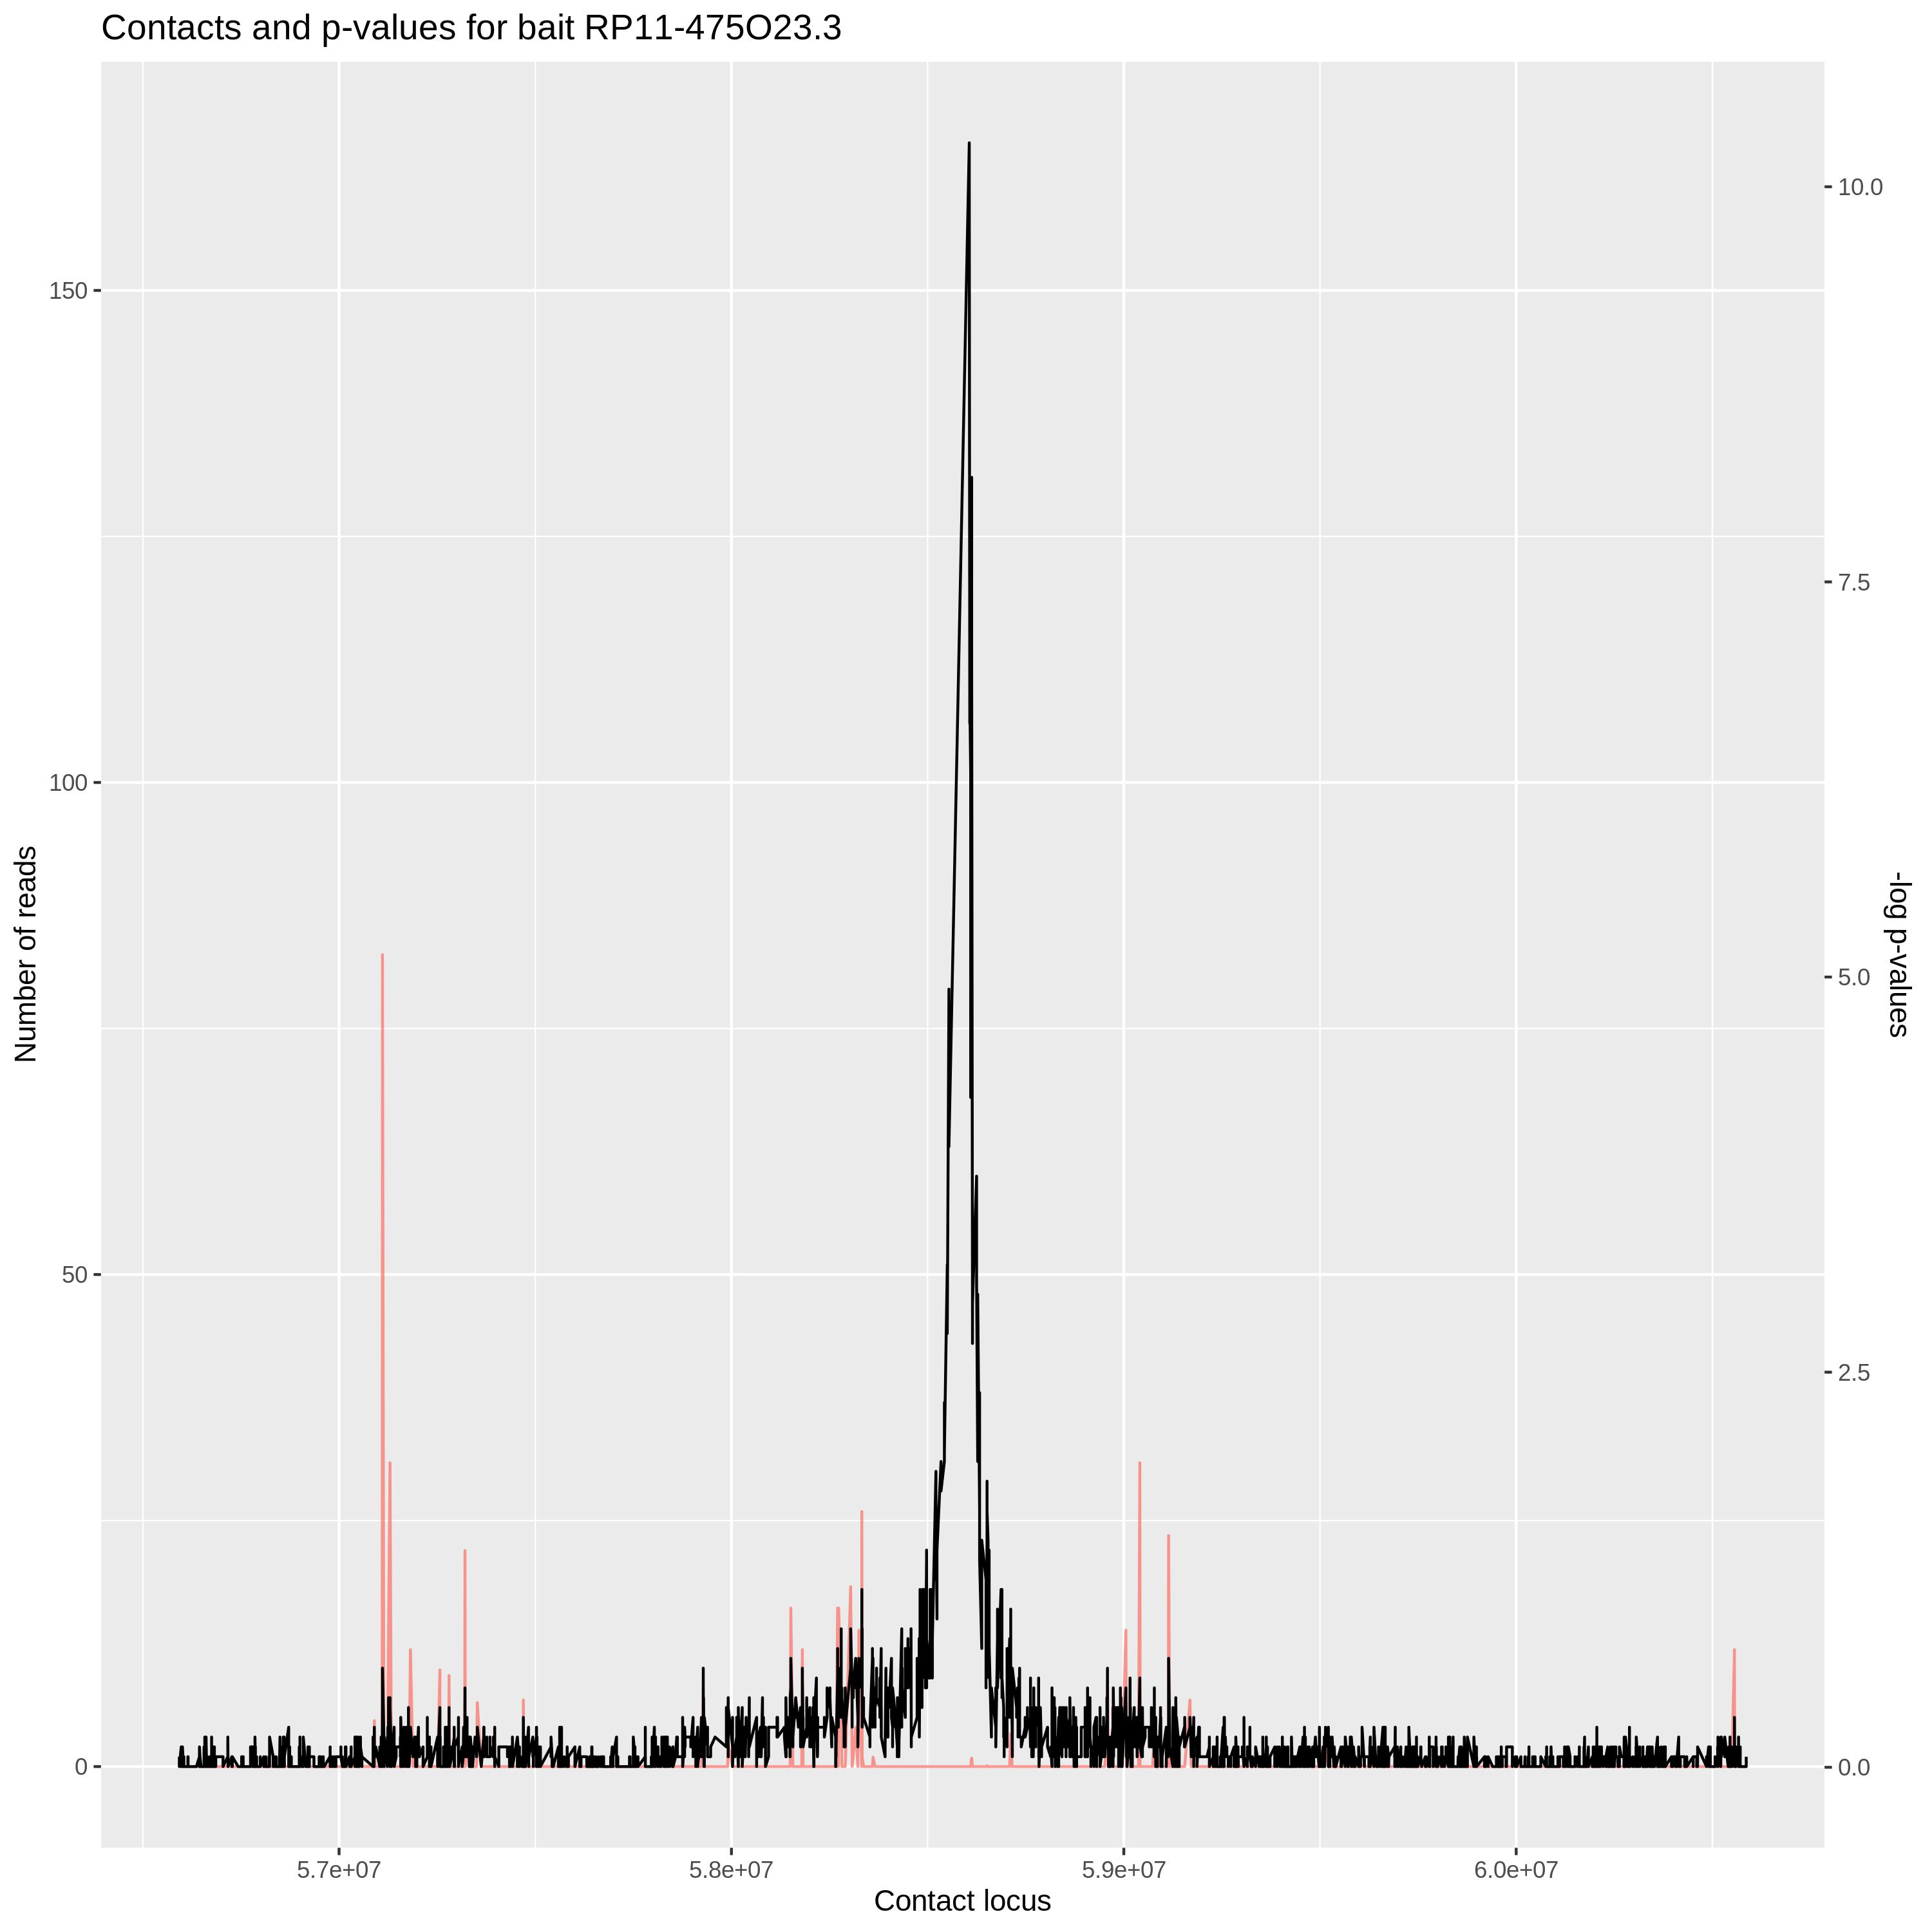 Contacts and p-values for bait RP11-475O23.3
150
100
50
0
Number of reads
10.0
7.5
5.0
2.5
0.0
-log p-values
5.7e+07
5.8e+07
5.9e+07
6.0e+07
Contact locus